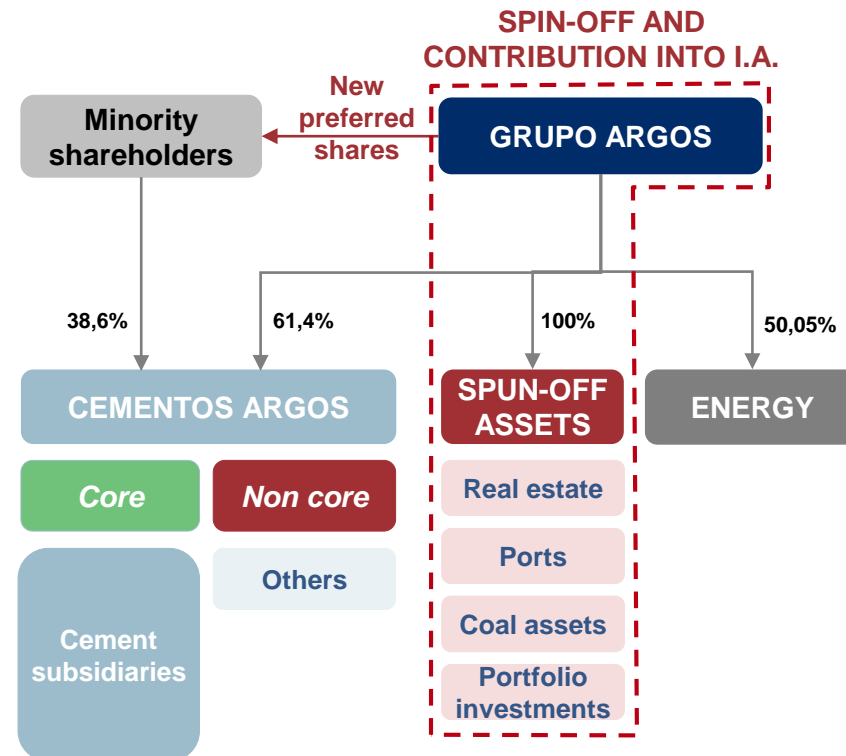 SPIN-OFF AND
CONTRIBUTION INTO I.A.
New
preferred
shares
Minority
shareholders
GRUPO ARGOS
38,6%
61,4%
100%
50,05%
CEMENTOS ARGOS
SPUN-OFF
ASSETS
ENERGY
Core
Non core
Real estate
Others
Ports
Cement
subsidiaries
Coal assets
Portfolio
investments